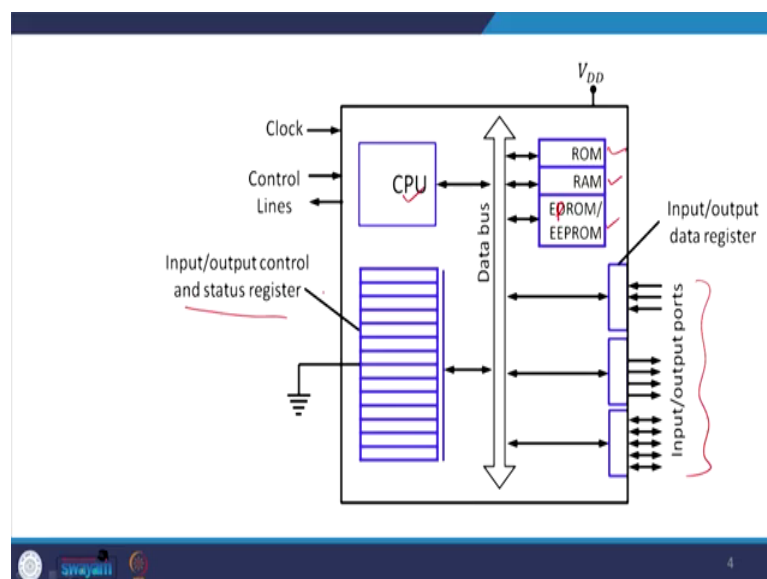 V_DD
Clock
Control
Lines
CPU
ROM
RAM
EPROM/
EEPROM
Data bus
Input/output
data register
Input/output control
and status register
Input/output ports
swayam
4